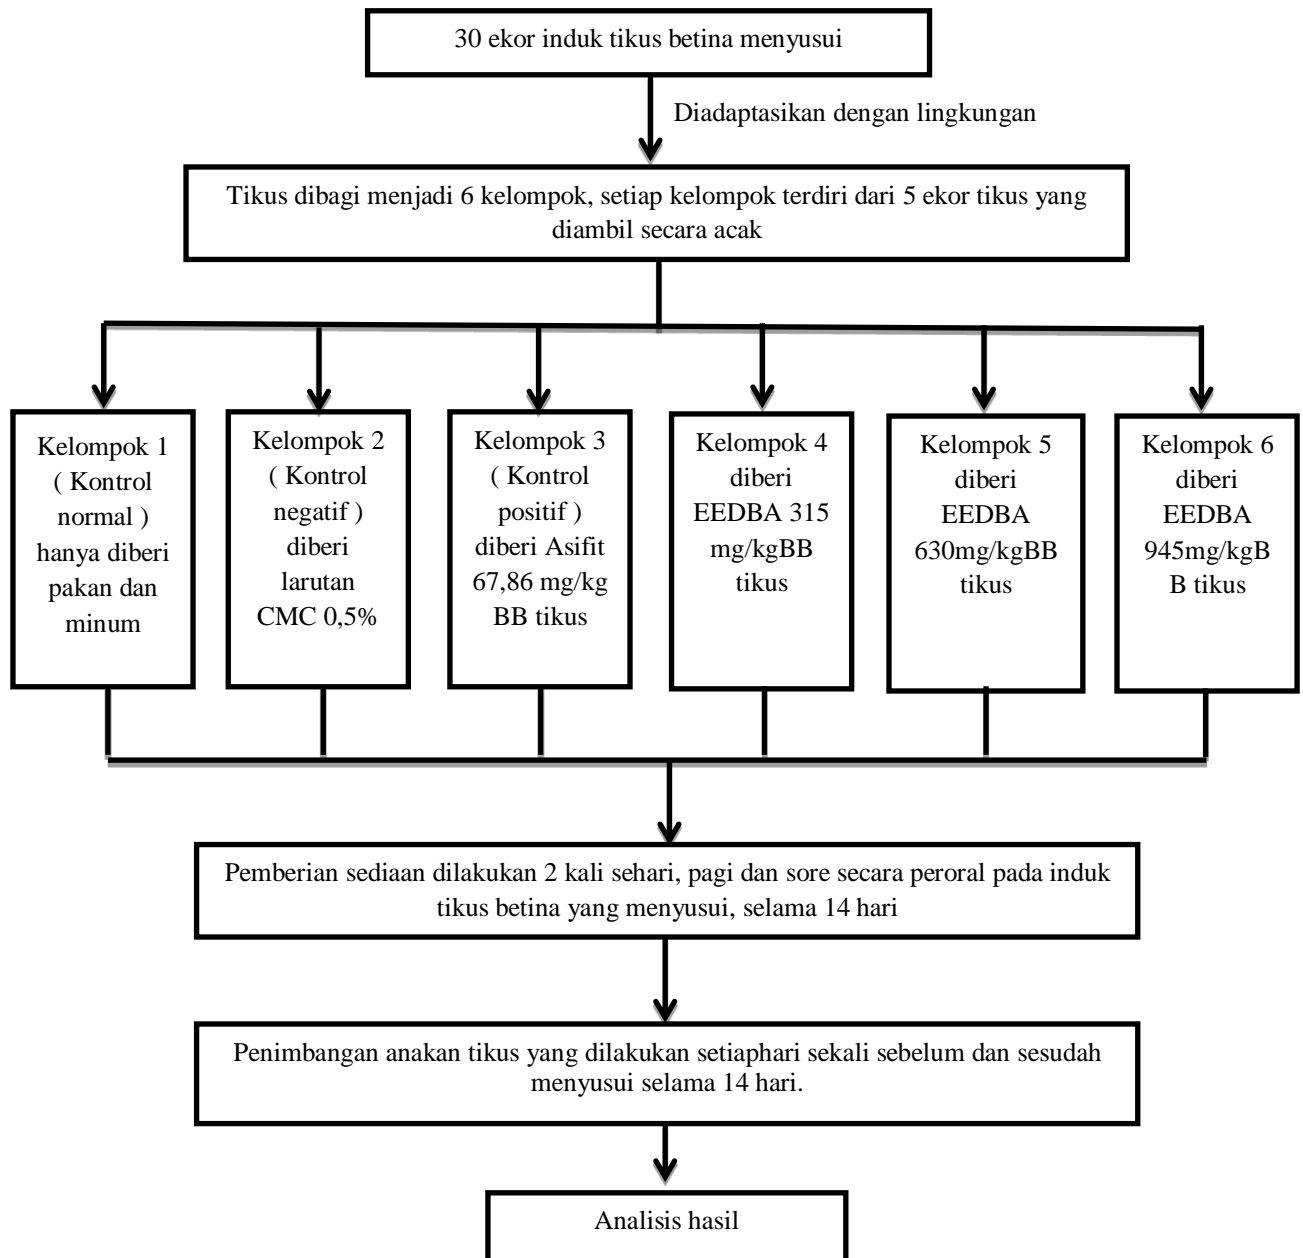 30 ekor induk tikus betina menyusui
Diadaptasikan dengan lingkungan
Tikus dibagi menjadi 6 kelompok, setiap kelompok terdiri dari 5 ekor tikus yang
diambil secara acak
Kelompok 1
( Kontrol
normal )
hanya diberi
pakan dan
minum
Kelompok 2
( Kontrol
negatif )
diberi
larutan
CMC 0,5%
Kelompok 3
( Kontrol
positif )
diberi Asifit
67,86 mg/kg
BB tikus
Kelompok 4
diberi
EEDBA 315
mg/kgBB
tikus
Kelompok 5
diberi
EEDBA
630mg/kgBB
tikus
Kelompok 6
diberi
EEDBA
945mg/kgB
B tikus
Pemberian sediaan dilakukan 2 kali sehari, pagi dan sore secara peroral pada induk
tikus betina yang menyusui, selama 14 hari
Penimbangan anakan tikus yang dilakukan setiaphari sekali sebelum dan sesudah
menyusui selama 14 hari.
Analisis hasil